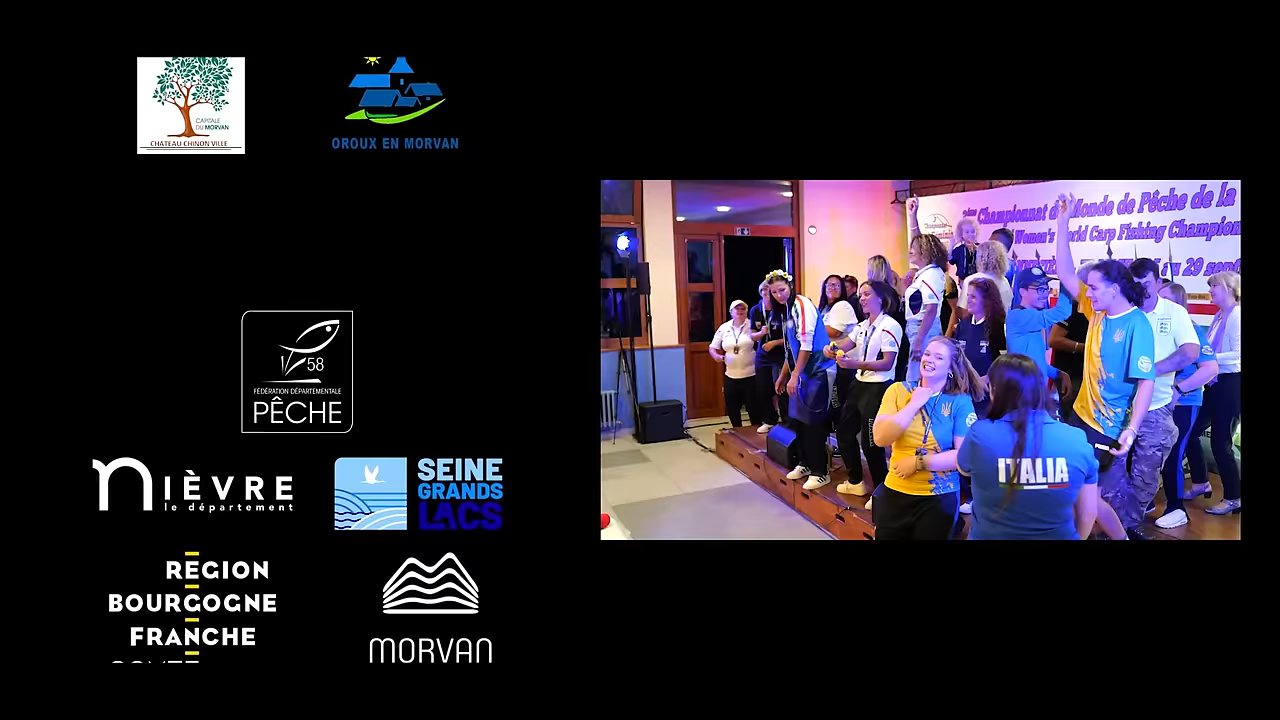 CAPITALE
DU MORVAN
CHATEAU CHINON VILLE
OROUX EN MORVAN
58
FÉDÉRATION DÉPARTEMENTALE
PÊCHE
NIÈVRE
le département
SEINE
GRANDS
LACS
RÉGION
BOURGOGNE
FRANCHE
MORVAN
Championnat du Monde de Pêche de la
Women's World Carp Fishing Champion
au 29 sept
ITALIA